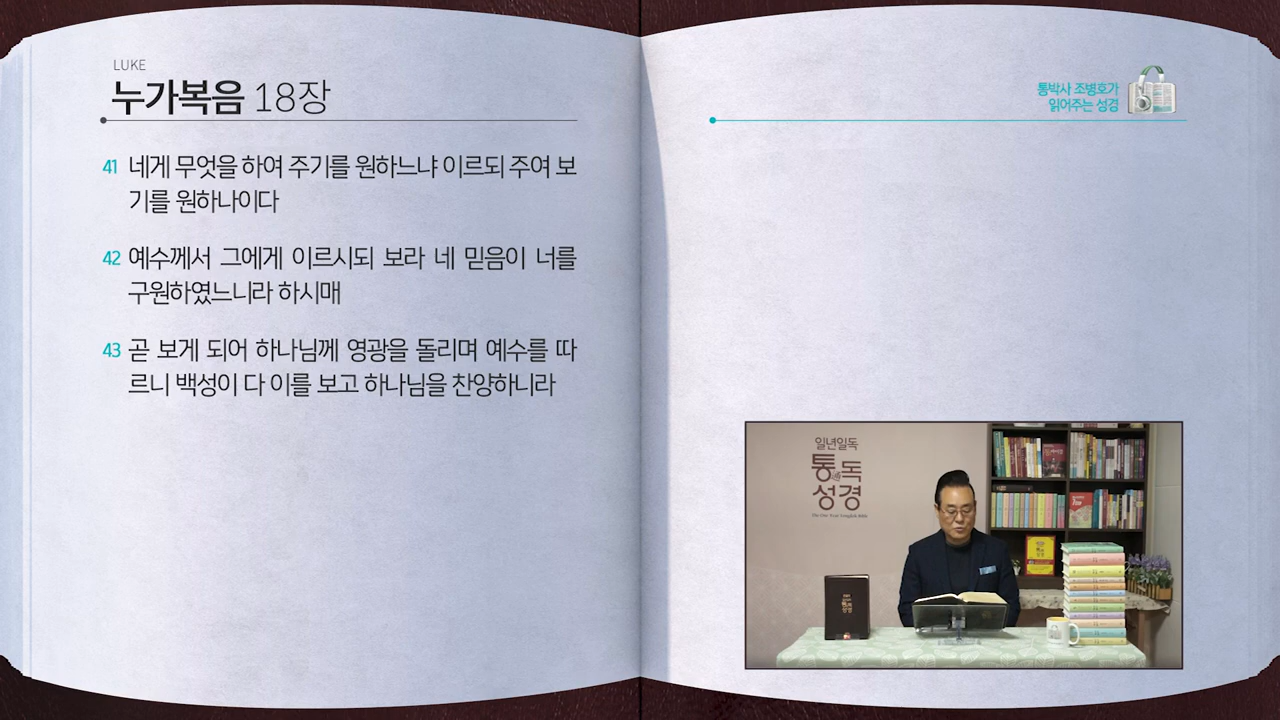 LUKE
누가복음 18장
41 네게 무엇을 하여 주기를 원하느냐 이르되 주여 보
기를 원하나이다
42 예수께서 그에게 이르시되 보라 네 믿음이 너를
구원하였느니라 하시매
43 곧 보게 되어 하나님께 영광을 돌리며 예수를 따
르니 백성이 다 이를 보고 하나님을 찬양하니라
통박사 조병호가
읽어주는 성경
일년일독
통독
성경